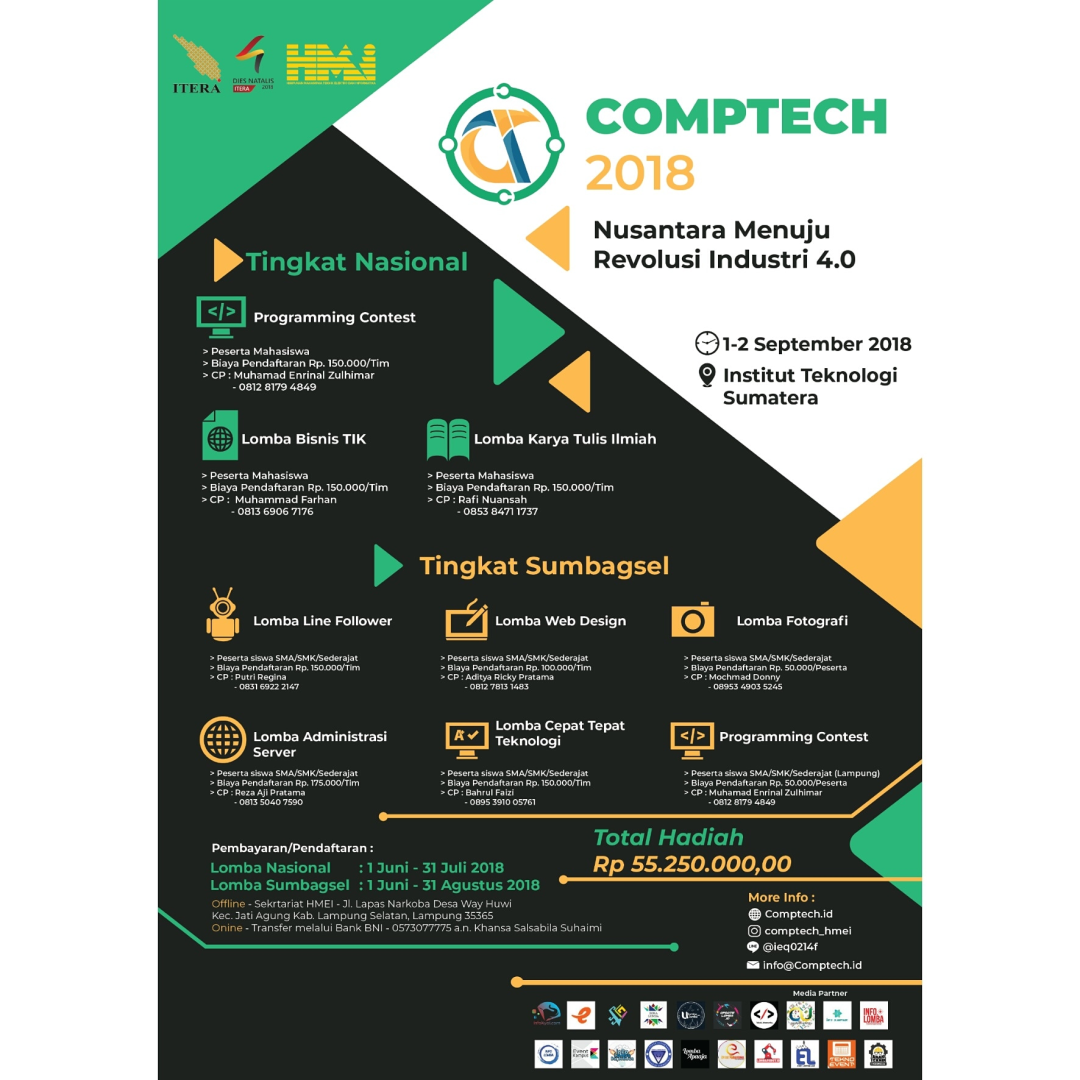 ITERA
DIES NATALIS
ITERA 2018
HMEI
COMPTECH
2018
Nusantara Menuju
Revolusi Industri 4.0
1-2 September 2018
Institut Teknologi
Sumatera
Tingkat Nasional
</>
Programming Contest
> Peserta Mahasiswa
> Biaya Pendaftaran Rp. 150.000/Tim
> CP : Muhamad Enrinal Zulhimar
- 0812 8179 4849
Lomba Bisnis TIK
> Peserta Mahasiswa
> Biaya Pendaftaran Rp. 150.000/Tim
> CP : Muhammad Farhan
- 0813 6906 7176
Lomba Karya Tulis Ilmiah
> Peserta Mahasiswa
> Biaya Pendaftaran Rp. 150.000/Tim
> CP : Rafi Nuansah
- 0853 8471 1737
Tingkat Sumbagsel
Lomba Line Follower
> Peserta siswa SMA/SMK/Sederajat
> Biaya Pendaftaran Rp. 150.000/Tim
> CP : Putri Regina
- 0831 6922 2147
Lomba Web Design
> Peserta siswa SMA/SMK/Sederajat
> Biaya Pendaftaran Rp. 100.000/Tim
> CP : Aditya Ricky Pratama
- 0812 7813 1483
Lomba Fotografi
> Peserta siswa SMA/SMK/Sederajat
> Biaya Pendaftaran Rp. 50.000/Peserta
> CP : Mochmad Donny
- 08953 4903 5245
Lomba Administrasi
Server
> Peserta siswa SMA/SMK/Sederajat
> Biaya Pendaftaran Rp. 175.000/Tim
> CP : Reza Aji Pratama
- 0813 5040 7590
Lomba Cepat Tepat
Teknologi
> Peserta siswa SMA/SMK/Sederajat
> Biaya Pendaftaran Rp. 150.000/Tim
> CP : Bahrul Faizi
- 0895 3910 05761
</>
Programming Contest
> Peserta siswa SMA/SMK/Sederajat (Lampung)
> Biaya Pendaftaran Rp. 50.000/Peserta
> CP : Muhamad Enrinal Zulhimar
- 0812 8179 4849
Total Hadiah
Rp 55.250.000,00
Pembayaran/Pendaftaran :
Lomba Nasional : 1 Juni - 31 Juli 2018
Lomba Sumbagsel : 1 Juni - 31 Agustus 2018
Offline - Sekrtariat HMEI - Jl. Lapas Narkoba Desa Way Huwi
Kec. Jati Agung Kab. Lampung Selatan, Lampung 35365
Onine - Transfer melalui Bank BNI - 0573077775 a.n. Khansa Salsabila Suhaimi
More Info :
Comptech.id
comptech_hmei
@ieq0214f
info@Comptech.id
Media Partner
INFO
LOMBA
Event
Kampus
Lomba
Apaaja
EL
TEKNO
EVENT